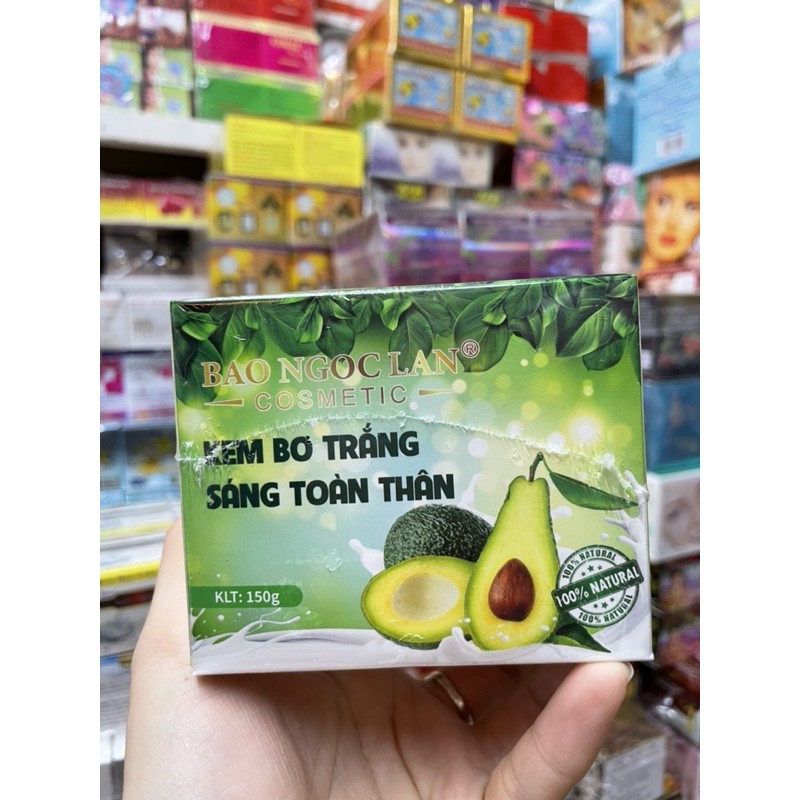 BAO NGOC LAN®
COSMETIC
KEM BƠ TRẮNG
SÁNG TOÀN THÂN
KLT: 150g
100% NATURAL
100% NATURAL
100% NATURAL